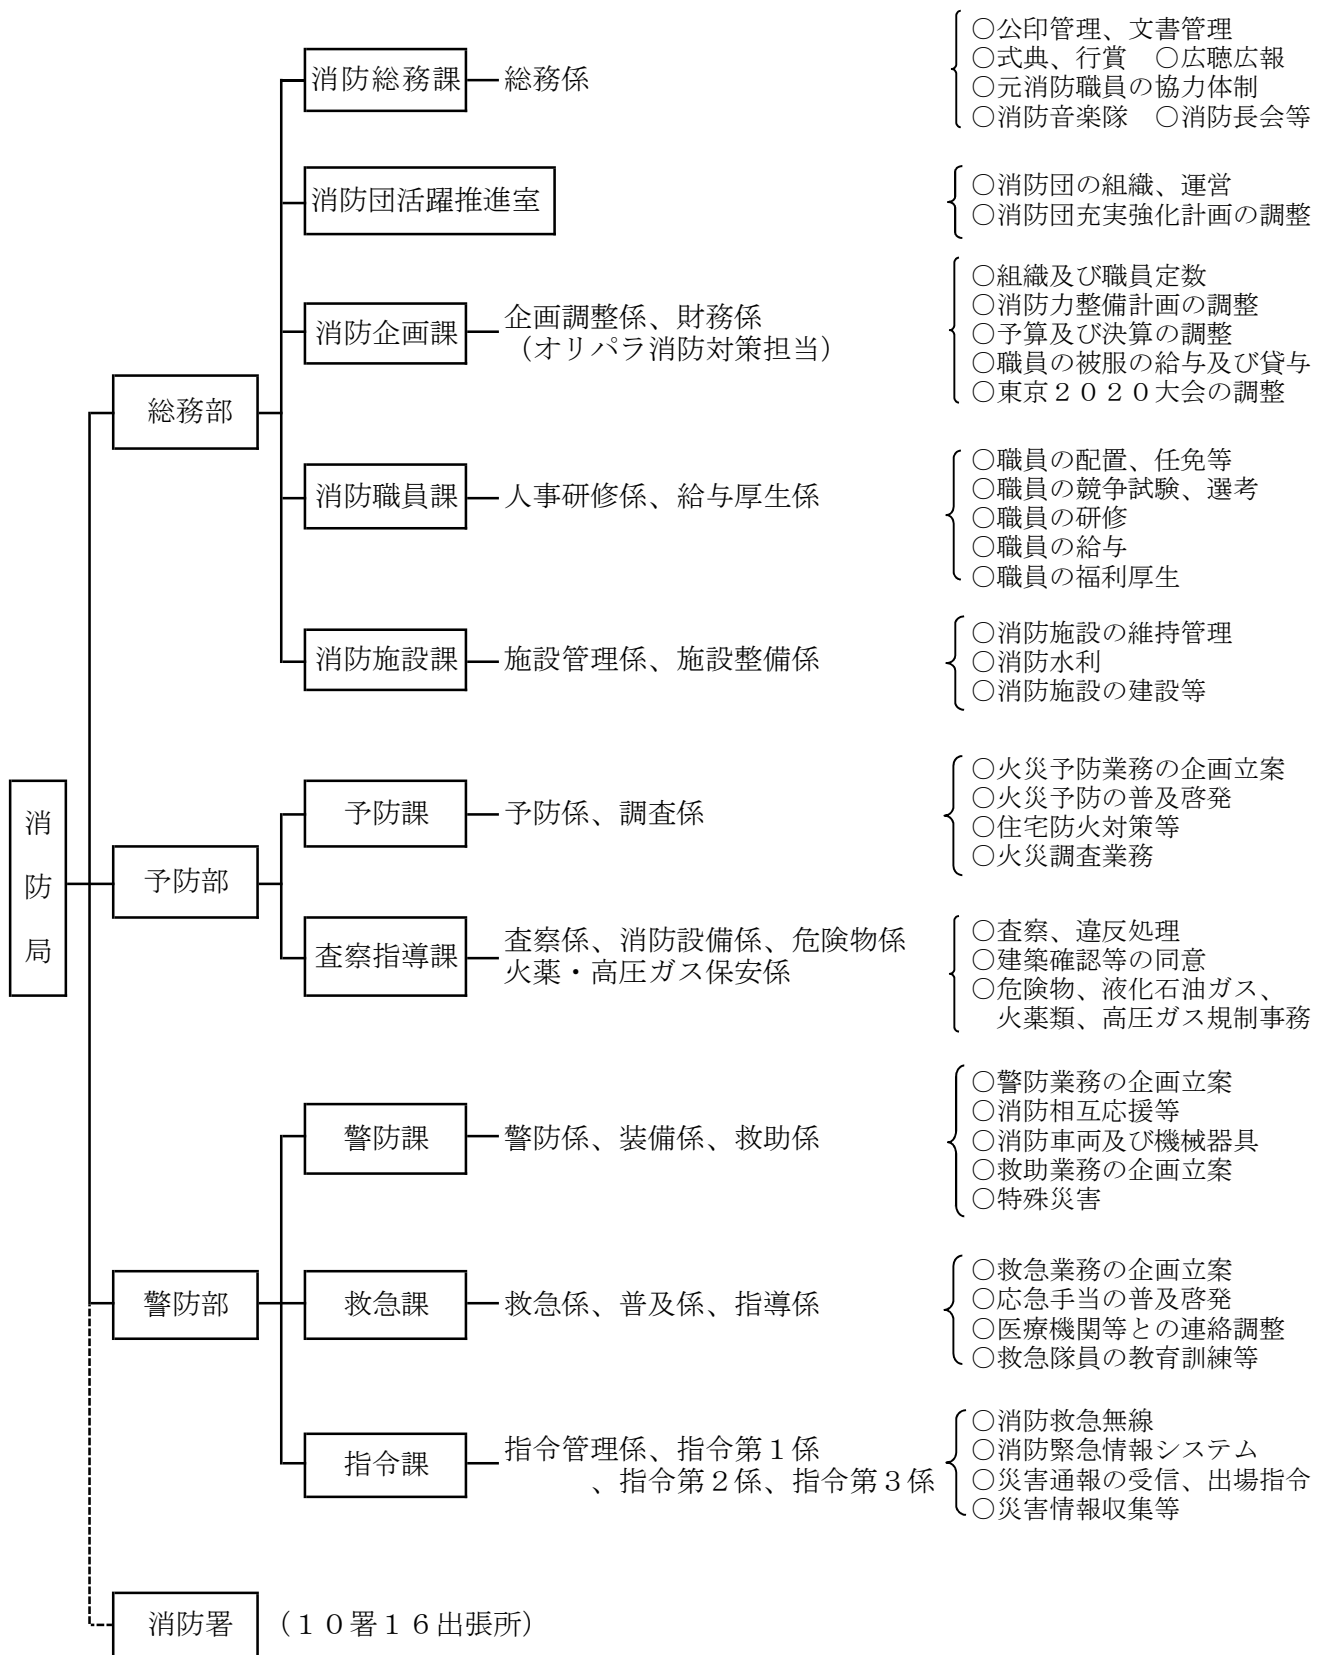 消防局
総務部
消防総務課
総務係
○公印管理、文書管理
○式典、行賞　○広聴広報
○元消防職員の協力体制
○消防音楽隊　○消防長会等
消防団活躍推進室
○消防団の組織、運営
○消防団充実強化計画の調整
消防企画課
企画調整係、財務係
（オリパラ消防対策担当）
○組織及び職員定数
○消防力整備計画の調整
○予算及び決算の調整
○職員の被服の給与及び貸与
○東京２０２０大会の調整
消防職員課
人事研修係、給与厚生係
○職員の配置、任免等
○職員の競争試験、選考
○職員の研修
○職員の給与
○職員の福利厚生
消防施設課
施設管理係、施設整備係
○消防施設の維持管理
○消防水利
○消防施設の建設等
予防部
予防課
予防係、調査係
○火災予防業務の企画立案
○火災予防の普及啓発
○住宅防火対策等
○火災調査業務
査察指導課
査察係、消防設備係、危険物係
火薬・高圧ガス保安係
○査察、違反処理
○建築確認等の同意
○危険物、液化石油ガス、
火薬類、高圧ガス規制事務
警防部
警防課
警防係、装備係、救助係
○警防業務の企画立案
○消防相互応援等
○消防車両及び機械器具
○救助業務の企画立案
○特殊災害
救急課
救急係、普及係、指導係
○救急業務の企画立案
○応急手当の普及啓発
○医療機関等との連絡調整
○救急隊員の教育訓練等
指令課
指令管理係、指令第１係
、指令第２係、指令第３係
○消防救急無線
○消防緊急情報システム
○災害通報の受信、出場指令
○災害情報収集等
消防署
（１０署１６出張所）